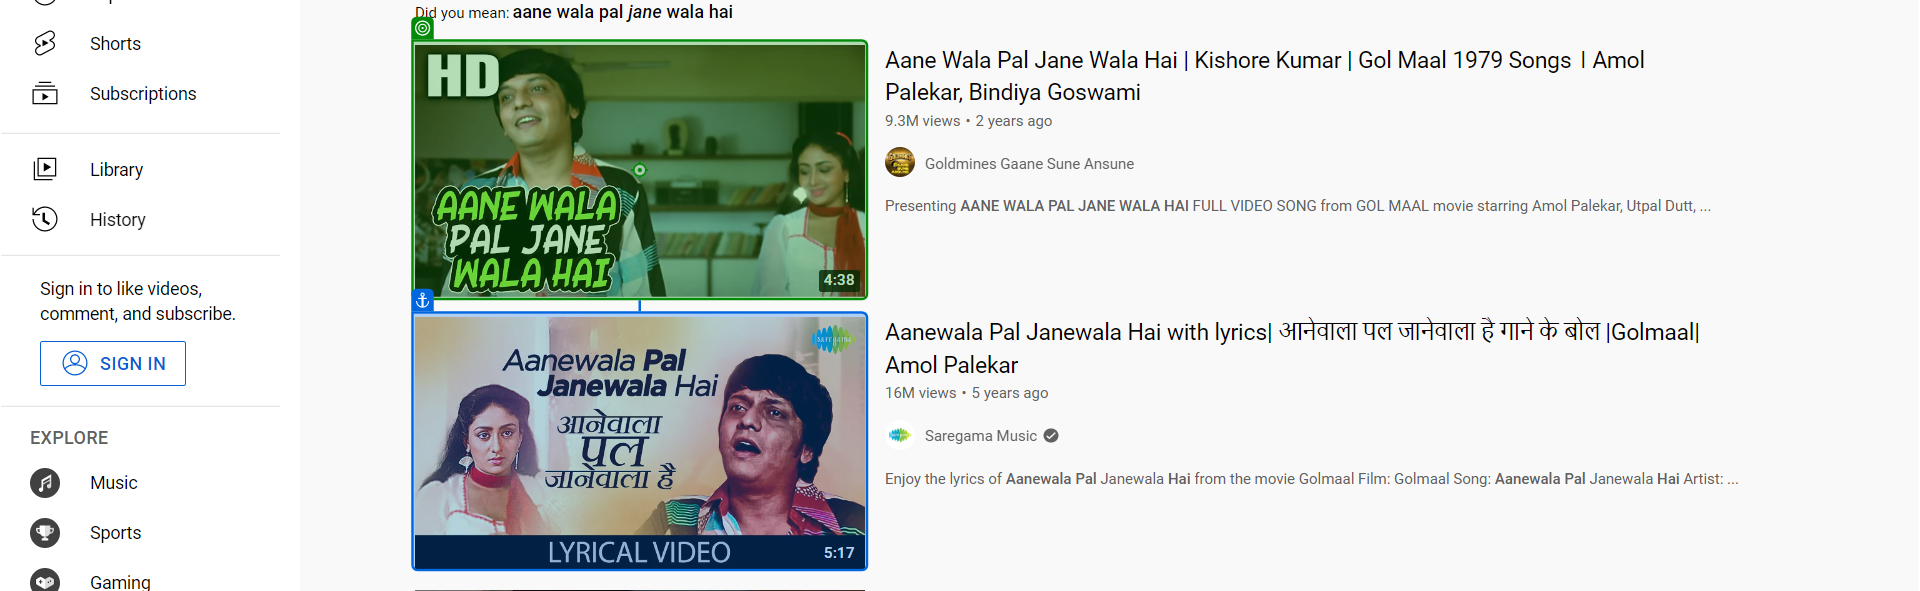 Did you mean: aane wala pal jane wala hai
Shorts
Subscriptions
Library
History
Sign in to like videos,
comment, and subscribe.
SIGN IN
EXPLORE
Music
Sports
Gaming
HD
AANE WALA
PAL JANE
WALA HAI
4:38
Aane Wala Pal Jane Wala Hai | Kishore Kumar | Gol Maal 1979 Songs l Amol
Palekar, Bindiya Goswami
9.3M views • 2 years ago
Goldmines Gaane Sune Ansune
Presenting AANE WALA PAL JANE WALA HAI FULL VIDEO SONG from GOL MAAL movie starring Amol Palekar, Utpal Dutt, ...
SAREGAMA
Aanewala Pal
Janewala Hai
आनेवाला
पल
जानेवाला है
LYRICAL VIDEO
5:17
Aanewala Pal Janewala Hai with lyrics| आनेवाला पल जानेवाला है गाने के बोल |Golmaal|
Amol Palekar
16M views • 5 years ago
Saregama Music
Enjoy the lyrics of Aanewala Pal Janewala Hai from the movie Golmaal Film: Golmaal Song: Aanewala Pal Janewala Hai Artist: ...